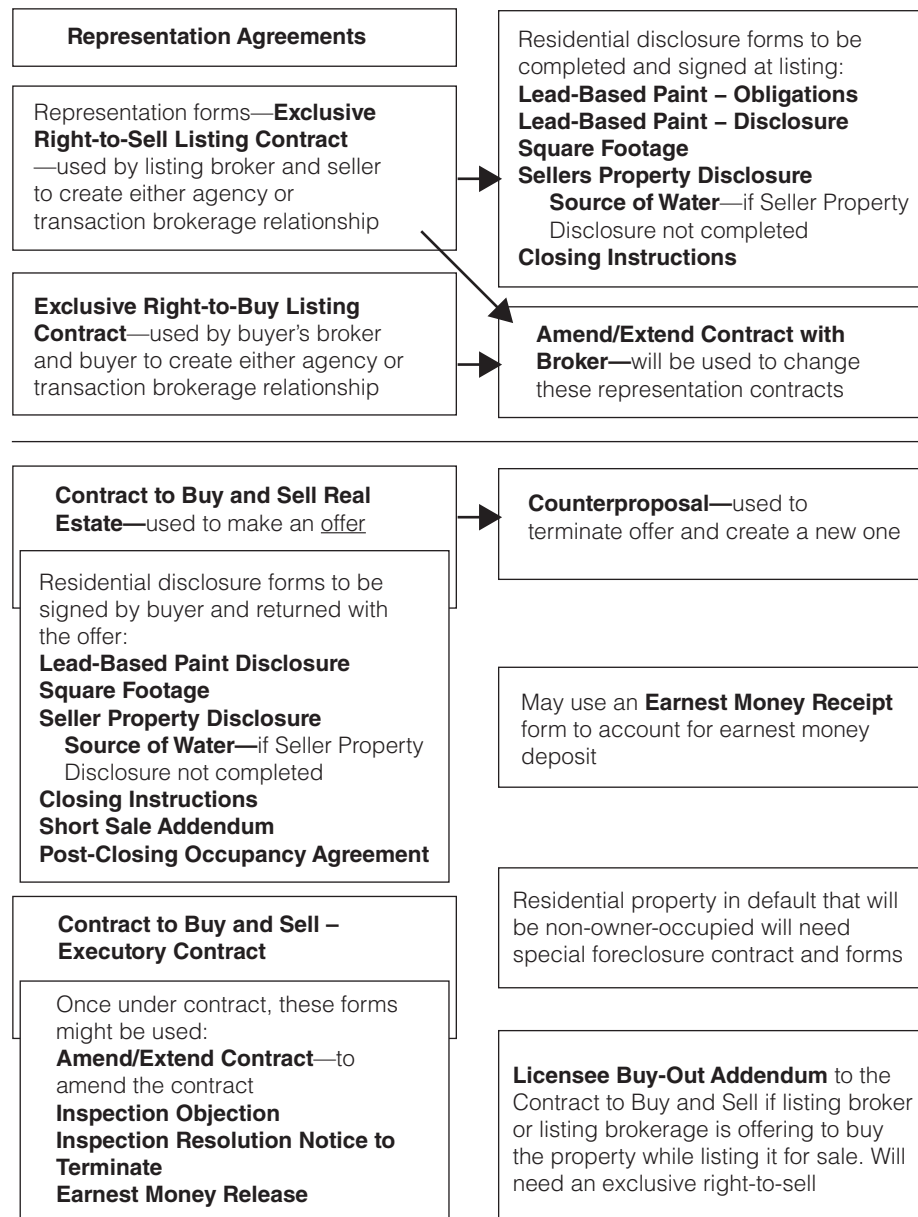 Representation Agreements
Representation forms—Exclusive
Right-to-Sell Listing Contract
—used by listing broker and seller
to create either agency or
transaction brokerage relationship
Residential disclosure forms to be
completed and signed at listing:
Lead-Based Paint – Obligations
Lead-Based Paint – Disclosure
Square Footage
Sellers Property Disclosure
Source of Water—if Seller Property
Disclosure not completed
Closing Instructions
Exclusive Right-to-Buy Listing
Contract—used by buyer’s broker
and buyer to create either agency or
transaction brokerage relationship
Amend/Extend Contract with
Broker—will be used to change
these representation contracts
Contract to Buy and Sell Real
Estate—used to make an offer
Counterproposal—used to
terminate offer and create a new one
Residential disclosure forms to be
signed by buyer and returned with
the offer:
Lead-Based Paint Disclosure
Square Footage
Seller Property Disclosure
Source of Water—if Seller Property
Disclosure not completed
Closing Instructions
Short Sale Addendum
Post-Closing Occupancy Agreement
May use an Earnest Money Receipt
form to account for earnest money
deposit
Contract to Buy and Sell –
Executory Contract
Residential property in default that will
be non-owner-occupied will need
special foreclosure contract and forms
Once under contract, these forms
might be used:
Amend/Extend Contract—to
amend the contract
Inspection Objection
Inspection Resolution Notice to
Terminate
Earnest Money Release
Licensee Buy-Out Addendum to the
Contract to Buy and Sell if listing broker
or listing brokerage is offering to buy
the property while listing it for sale. Will
need an exclusive right-to-sell